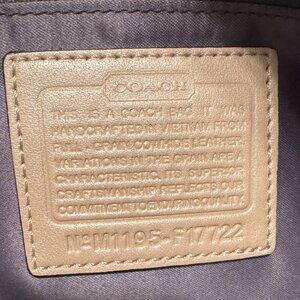 COACH
THIS IS A COACH BAG. IT WAS
HANDCRAFTED IN VIETNAM FROM
FULL-GRAIN COWHIDE LEATHER.
VARIATIONS IN THE GRAIN ARE A
CHARACTERISTIC. ITS SUPERIOR
CRAFTSMANSHIP REFLECTS OUR
COMMITMENT TO ENDURING QUALITY.
Nº M1195-F17722